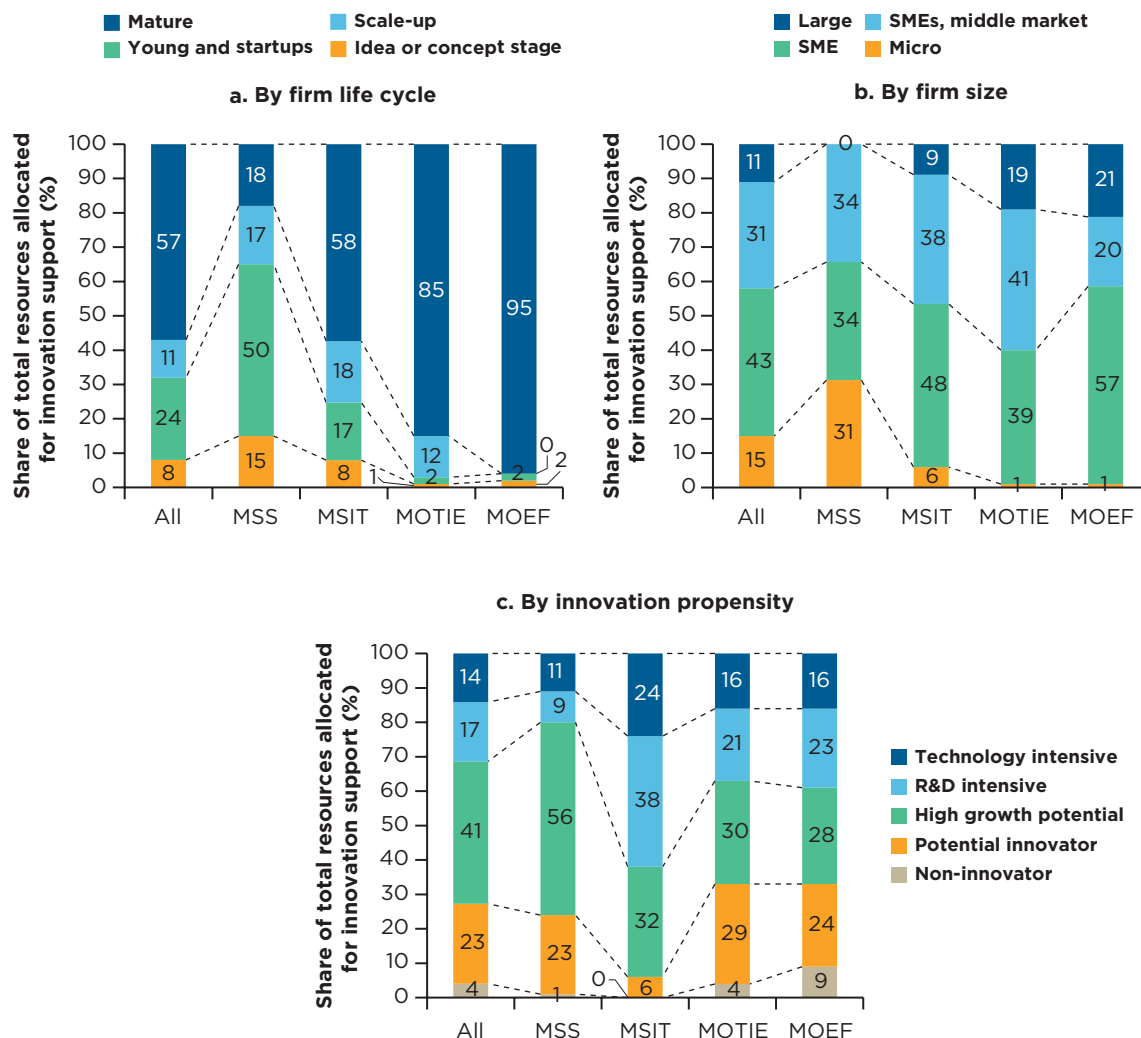 Mature
Scale-up
Young and startups
Idea or concept stage
a. By firm life cycle
Share of total resources allocated
for innovation support (%)
100
90
80
70
60
50
40
30
20
10
0
57
11
24
8
18
17
50
15
58
18
17
8
85
12
2
1
95
0
2
2
All
MSS
MSIT
MOTIE
MOEF
Large
SMEs, middle market
SME
Micro
b. By firm size
Share of total resources allocated
for innovation support (%)
100
90
80
70
60
50
40
30
20
10
0
11
31
43
15
0
34
34
31
9
38
48
6
19
41
39
1
21
20
57
1
All
MSS
MSIT
MOTIE
MOEF
c. By innovation propensity
Share of total resources allocated
for innovation support (%)
100
90
80
70
60
50
40
30
20
10
0
14
17
41
23
4
11
9
56
23
1
24
38
32
6
0
16
21
30
29
4
16
23
28
24
9
All
MSS
MSIT
MOTIE
MOEF
Technology intensive
R&D intensive
High growth potential
Potential innovator
Non-innovator